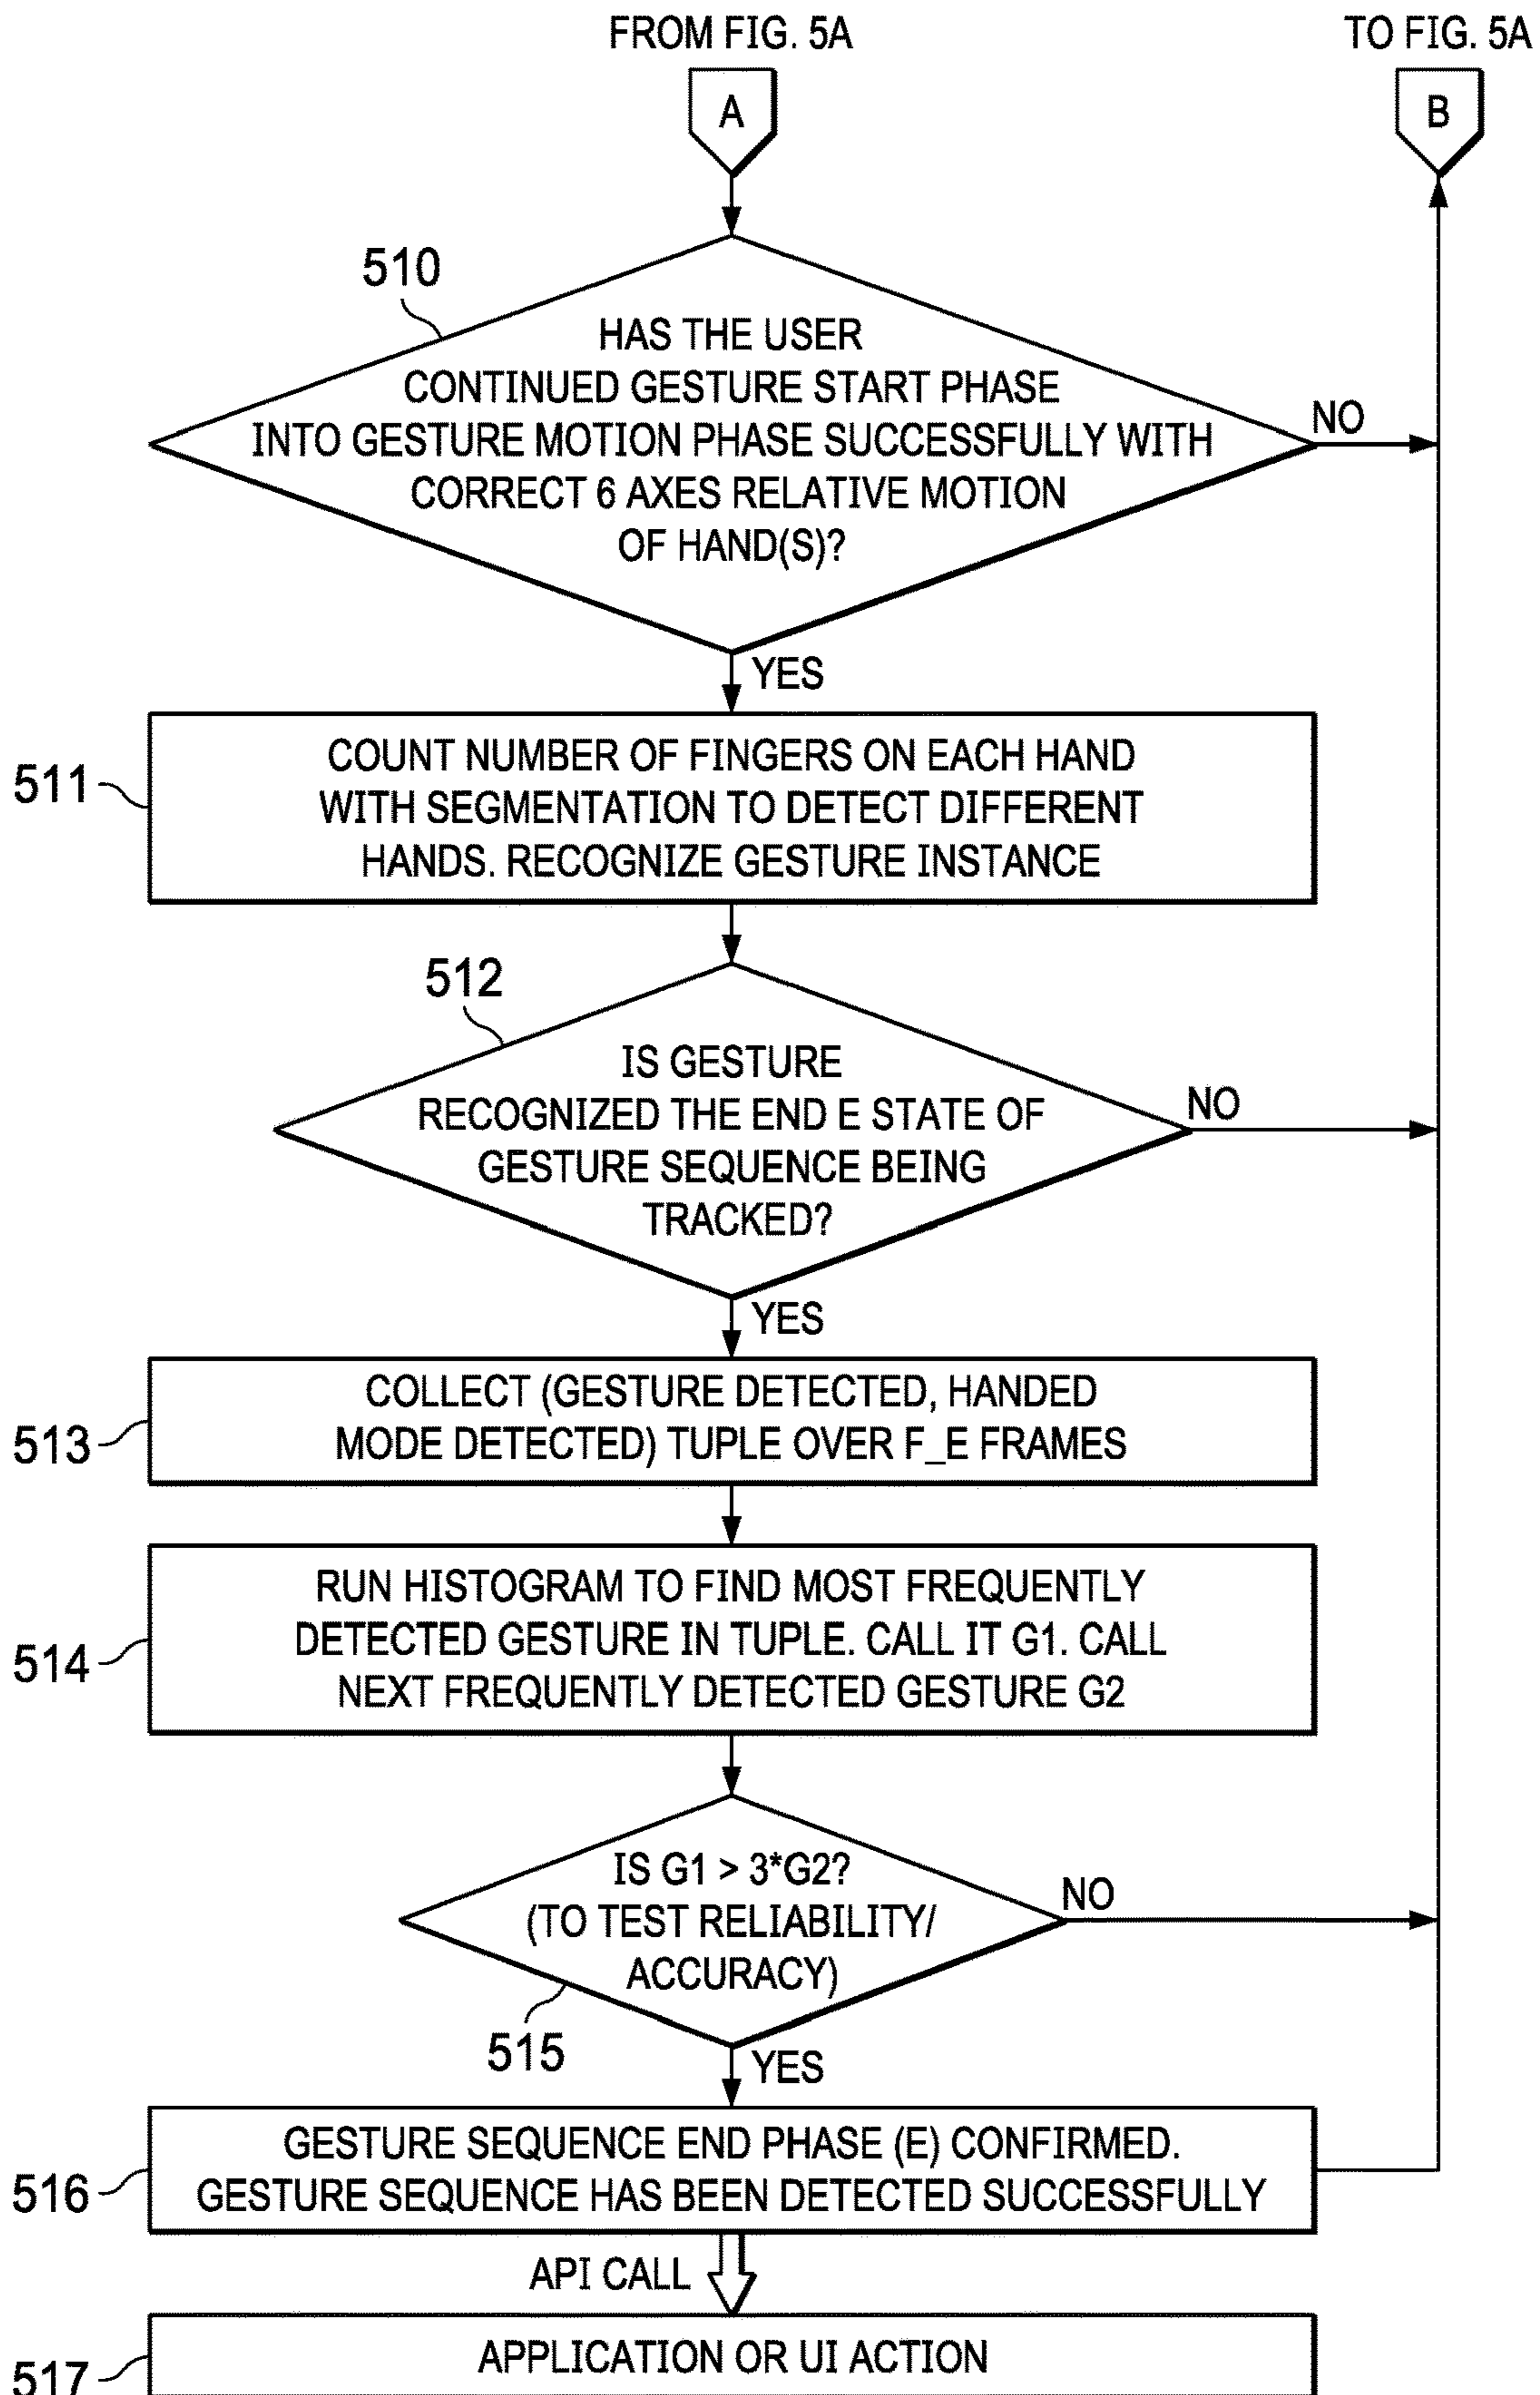 FROM FIG. 5A
TO FIG. 5A
A
B
510
HAS THE USER
CONTINUED GESTURE START PHASE
INTO GESTURE MOTION PHASE SUCCESSFULLY WITH
CORRECT 6 AXES RELATIVE MOTION
OF HAND(S)?
NO
YES
511
COUNT NUMBER OF FINGERS ON EACH HAND
WITH SEGMENTATION TO DETECT DIFFERENT
HANDS. RECOGNIZE GESTURE INSTANCE
512
IS GESTURE
RECOGNIZED THE END E STATE OF
GESTURE SEQUENCE BEING
TRACKED?
NO
YES
513
COLLECT (GESTURE DETECTED, HANDED
MODE DETECTED) TUPLE OVER F_E FRAMES
514
RUN HISTOGRAM TO FIND MOST FREQUENTLY
DETECTED GESTURE IN TUPLE. CALL IT G1. CALL
NEXT FREQUENTLY DETECTED GESTURE G2
IS G1 > 3*G2?
(TO TEST RELIABILITY/
ACCURACY)
NO
515
YES
516
GESTURE SEQUENCE END PHASE (E) CONFIRMED.
GESTURE SEQUENCE HAS BEEN DETECTED SUCCESSFULLY
API CALL
517
APPLICATION OR UI ACTION